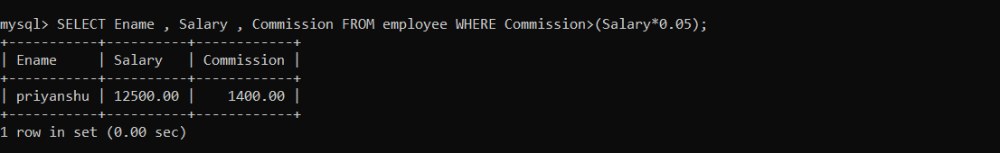 mysql> SELECT Ename , Salary , Commission FROM employee WHERE Commission>(Salary*0.05);
+-----------+----------+------------+
| Ename     | Salary   | Commission |
+-----------+----------+------------+
| priyanshu | 12500.00 |    1400.00 |
+-----------+----------+------------+
1 row in set (0.00 sec)